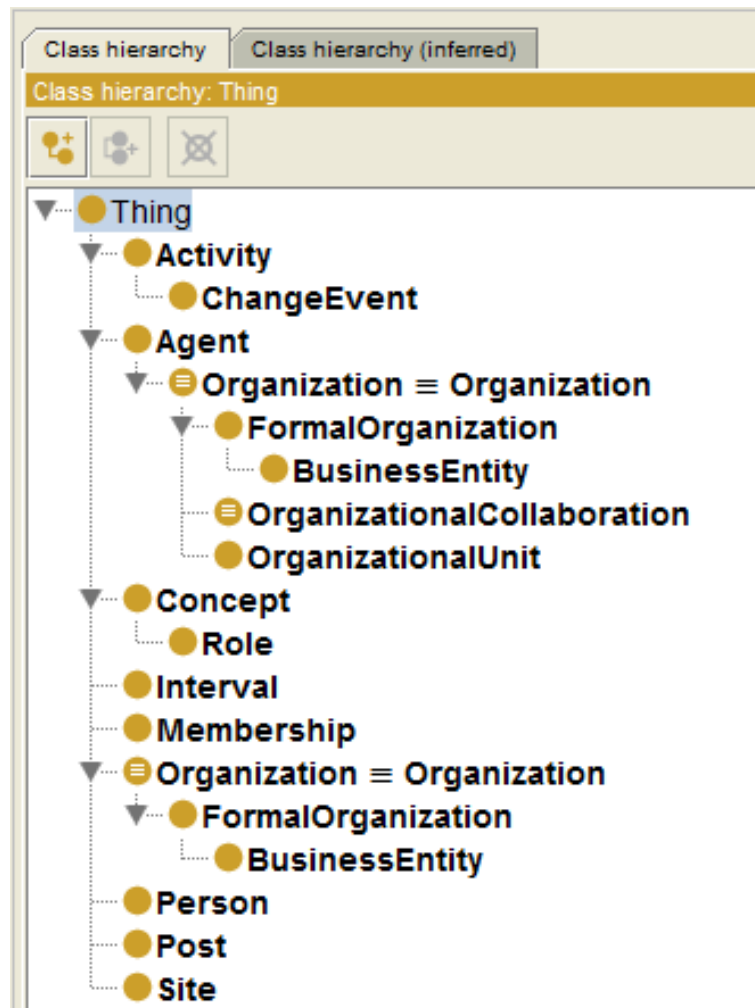 Class hierarchy Class hierarchy (inferred)
Class hierarchy: Thing
Thing
Activity
ChangeEvent
Agent
Organization ≡ Organization
FormalOrganization
BusinessEntity
OrganizationalCollaboration
OrganizationalUnit
Concept
Role
Interval
Membership
Organization ≡ Organization
FormalOrganization
BusinessEntity
Person
Post
Site